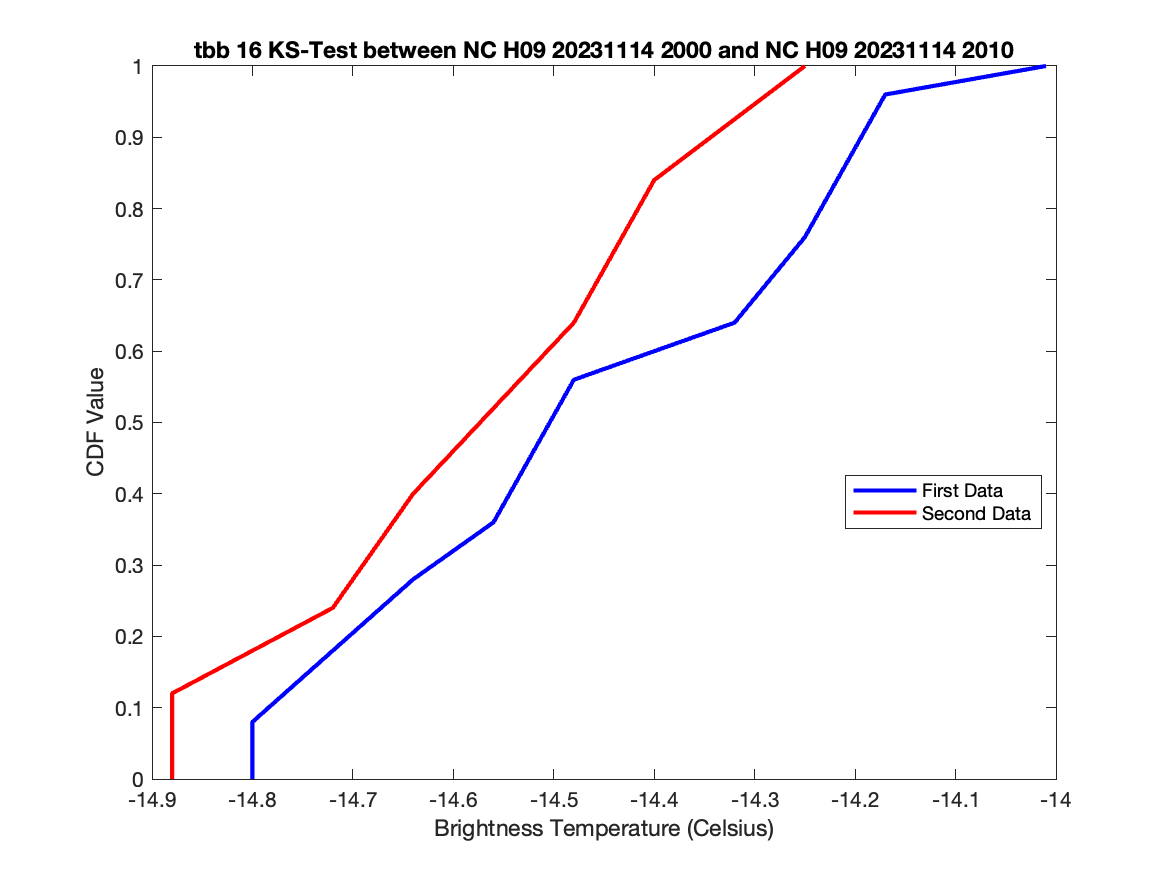 tbb 16 KS-Test between NC H09 20231114 2000 and NC H09 20231114 2010
1
0.9
0.8
0.7
0.6
0.5
0.4
0.3
0.2
0.1
0
CDF Value
First Data
Second Data
-14.9 -14.8 -14.7 -14.6 -14.5 -14.4 -14.3 -14.2 -14.1 -14
Brightness Temperature (Celsius)